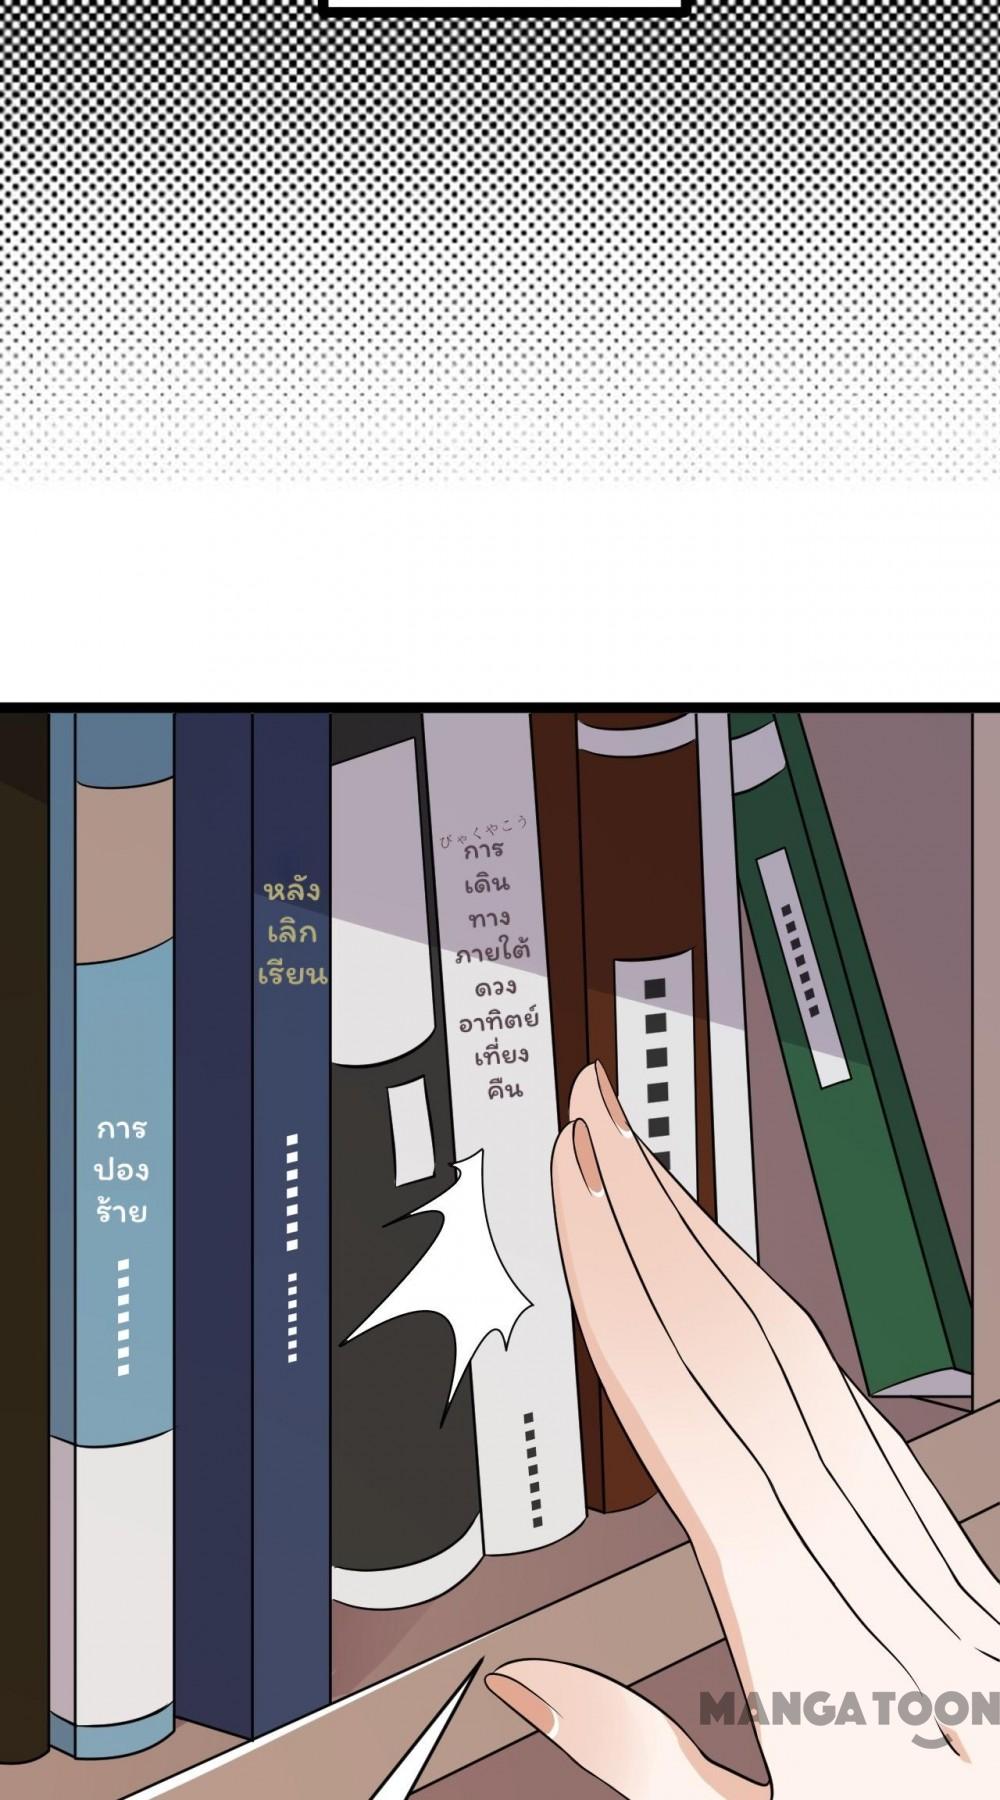 การ
ปอง
ร้าย
หลัง
เลิก
เรียน
びゃくやこう
การ
เดิน
ทาง
ภายใต้
ดวง
อาทิตย์
เที่ยง
คืน
MANGATOON